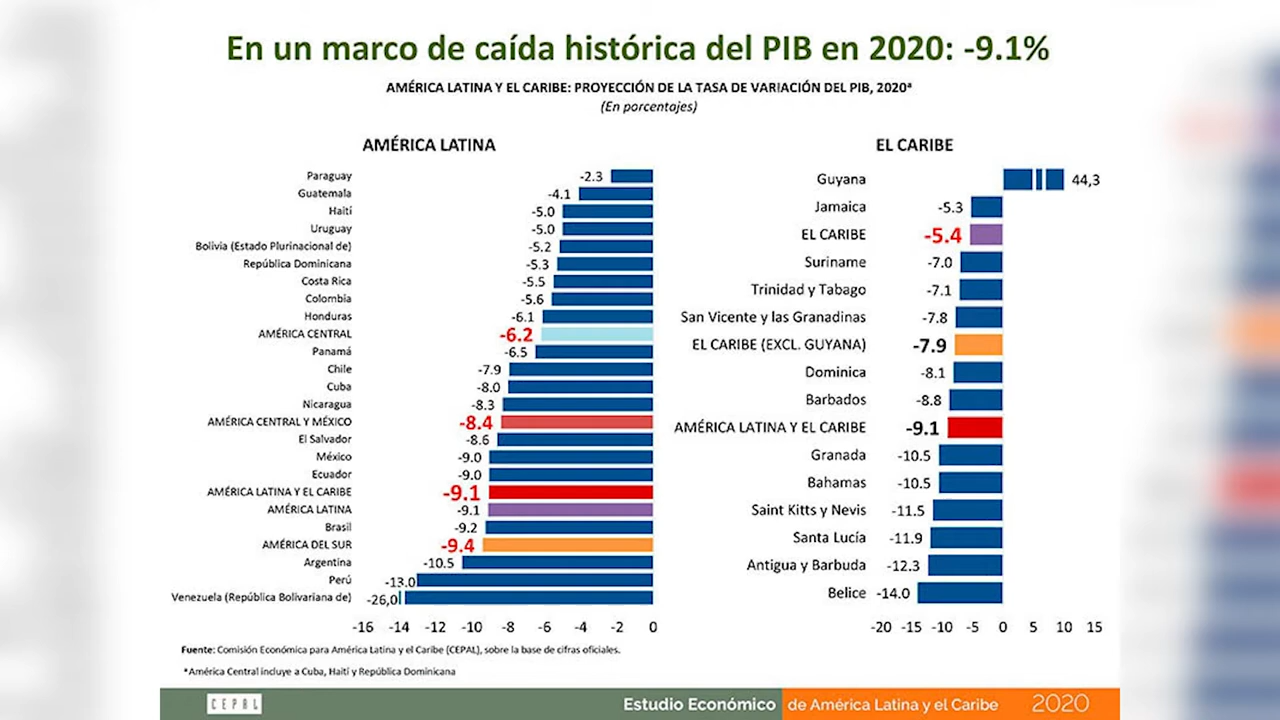 En un marco de caída histórica del PIB en 2020: -9.1%
AMÉRICA LATINA Y EL CARIBE: PROYECCIÓN DE LA TASA DE VARIACIÓN DEL PIB, 2020ª
(En porcentajes)
AMÉRICA LATINA
Paraguay -2.3
Guatemala -4.1
Haití -5.0
Uruguay -5.0
Bolivia (Estado Plurinacional de) -5.2
República Dominicana -5.3
Costa Rica -5.5
Colombia -5.6
Honduras -6.1
AMÉRICA CENTRAL -6.2
Panamá -6.5
Chile -7.9
Cuba -8.0
Nicaragua -8.3
AMÉRICA CENTRAL Y MÉXICO -8.4
El Salvador -8.6
México -9.0
Ecuador -9.0
AMÉRICA LATINA Y EL CARIBE -9.1
AMÉRICA LATINA -9.1
Brasil -9.2
AMÉRICA DEL SUR -9.4
Argentina -10.5
Perú -13.0
Venezuela (República Bolivariana de) -26,0
-16 -14 -12 -10 -8 -6 -4 -2 0
EL CARIBE
Guyana 44,3
Jamaica -5.3
EL CARIBE -5.4
Suriname -7.0
Trinidad y Tabago -7.1
San Vicente y las Granadinas -7.8
EL CARIBE (EXCL. GUYANA) -7.9
Dominica -8.1
Barbados -8.8
AMÉRICA LATINA Y EL CARIBE -9.1
Granada -10.5
Bahamas -10.5
Saint Kitts y Nevis -11.5
Santa Lucía -11.9
Antigua y Barbuda -12.3
Belice -14.0
-20 -15 -10 -5 0 5 10 15
Fuente: Comisión Económica para América Latina y el Caribe (CEPAL), sobre la base de cifras oficiales.
ªAmérica Central incluye a Cuba, Haití y República Dominicana
CEPAL
Estudio Económico de América Latina y el Caribe 2020